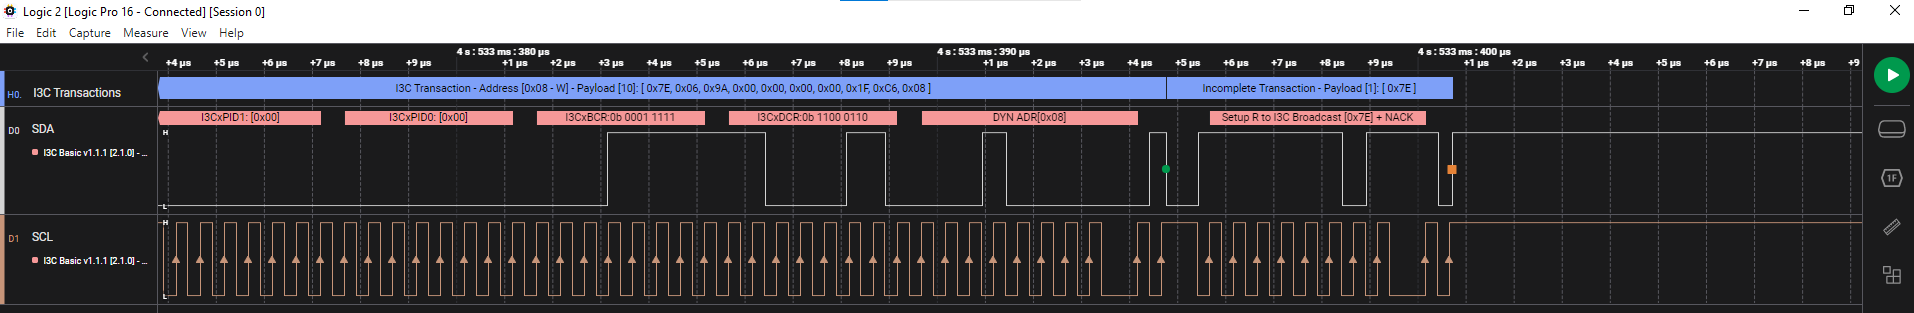 Logic 2 [Logic Pro 16 - Connected] [Session 0]
File Edit Capture Measure View Help
4 s : 533 ms : 380 µs 4 s : 533 ms : 390 µs 4 s : 533 ms : 400 µs
+4 µs +5 µs +6 µs +7 µs +8 µs +9 µs +1 µs +2 µs +3 µs +4 µs +5 µs +6 µs +7 µs +8 µs +9 µs +1 µs +2 µs +3 µs +4 µs +5 µs +6 µs +7 µs +8 µs +9 µs +1 µs +2 µs +3 µs +4 µs +5 µs +6 µs +7 µs +8 µs +9
H0. I3C Transactions
I3C Transaction - Address [0x08 - W] - Payload [10]: [ 0x7E, 0x06, 0x9A, 0x00, 0x00, 0x00, 0x00, 0x1F, 0xC6, 0x08 ] Incomplete Transaction - Payload [1]: [ 0x7E ]
D0 SDA
I3CxPID1: [0x00] I3CxPID0: [0x00] I3CxBCR:0b 0001 1111 I3CxDCR:0b 1100 0110 DYN ADR[0x08] Setup R to I3C Broadcast [0x7E] + NACK
H
I3C Basic v1.1.1 [2.1.0] - ...
L
1F
D1 SCL
H
I3C Basic v1.1.1 [2.1.0] - ...
L